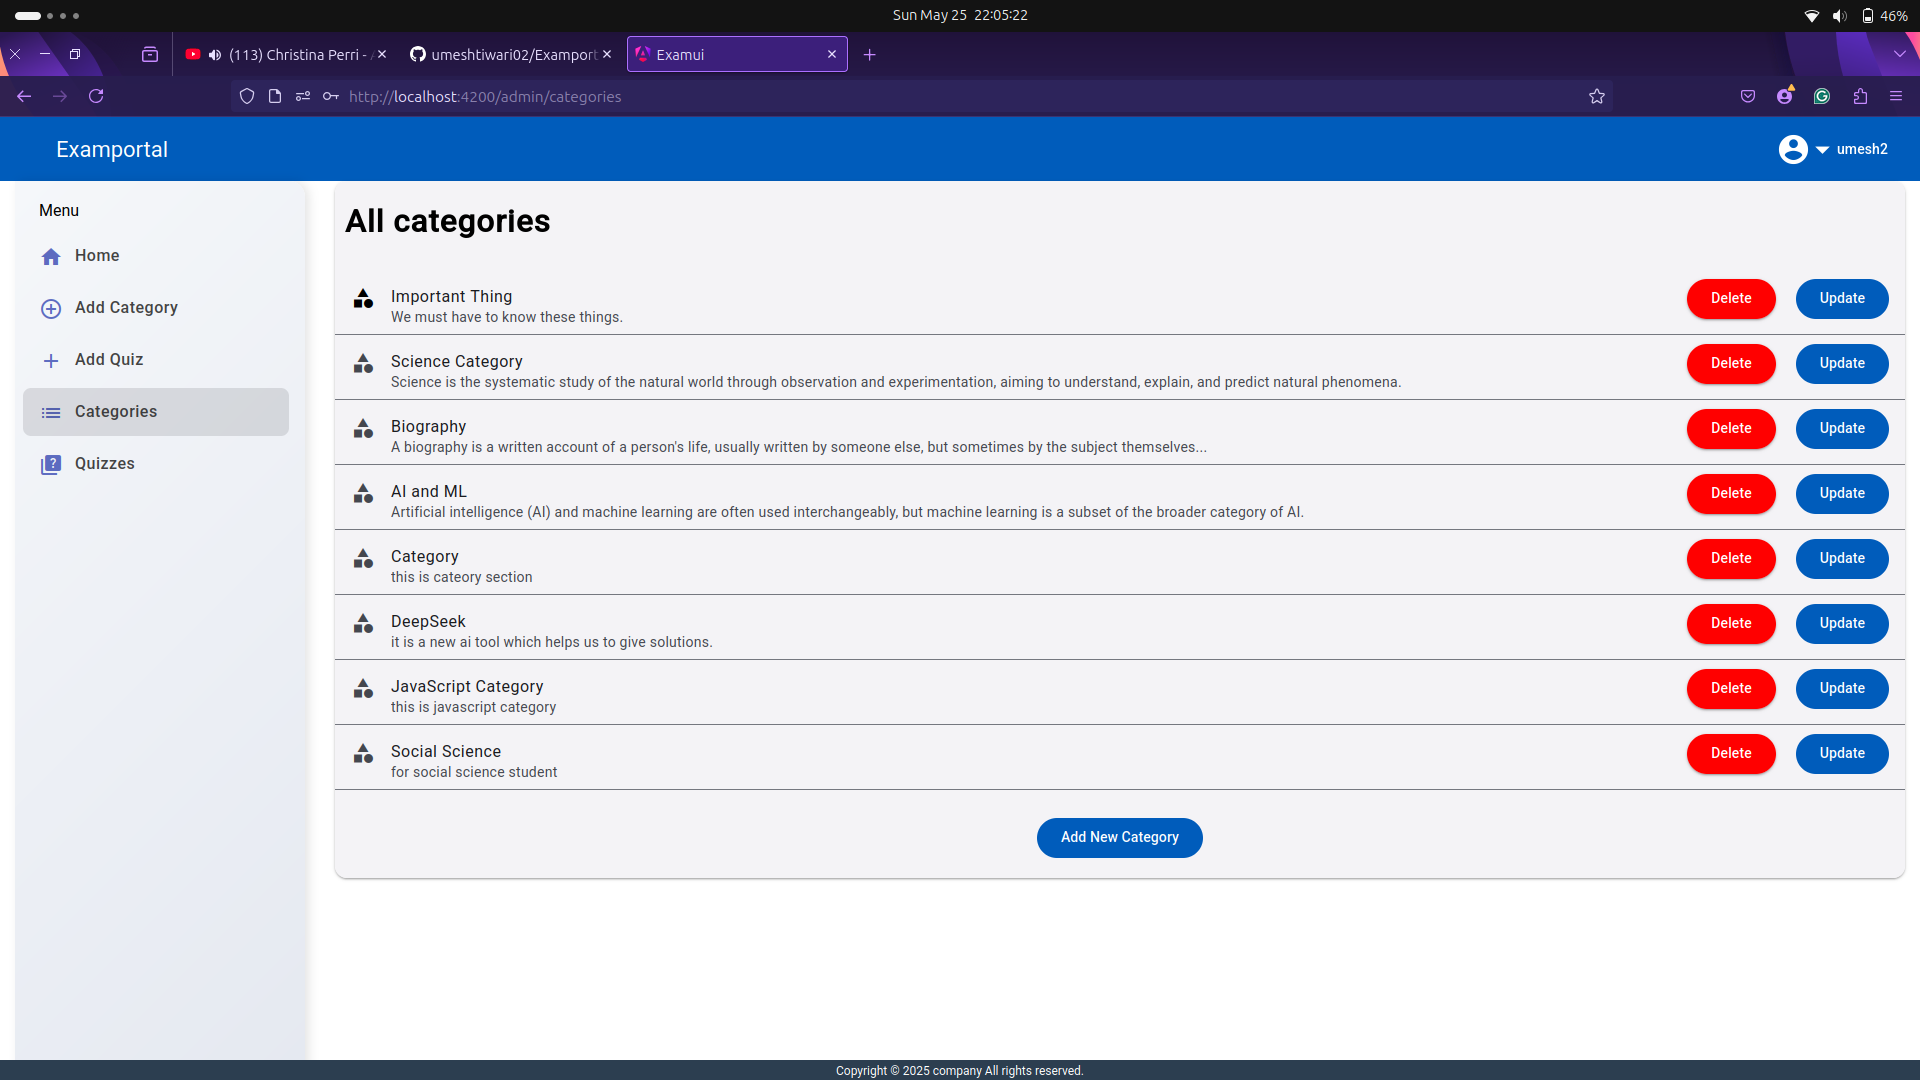 Sun May 25 22:05:22
46%
(113) Christina Perri -
umeshtiwari02/Examport
Examui
http://localhost:4200/admin/categories
Examportal
umesh2
Menu
Home
Add Category
Add Quiz
Categories
Quizzes
All categories
Important Thing
We must have to know these things.
Delete
Update
Science Category
Science is the systematic study of the natural world through observation and experimentation, aiming to understand, explain, and predict natural phenomena.
Delete
Update
Biography
A biography is a written account of a person's life, usually written by someone else, but sometimes by the subject themselves...
Delete
Update
AI and ML
Artificial intelligence (AI) and machine learning are often used interchangeably, but machine learning is a subset of the broader category of AI.
Delete
Update
Category
this is cateory section
Delete
Update
DeepSeek
it is a new ai tool which helps us to give solutions.
Delete
Update
JavaScript Category
this is javascript category
Delete
Update
Social Science
for social science student
Delete
Update
Add New Category
Copyright © 2025 company All rights reserved.